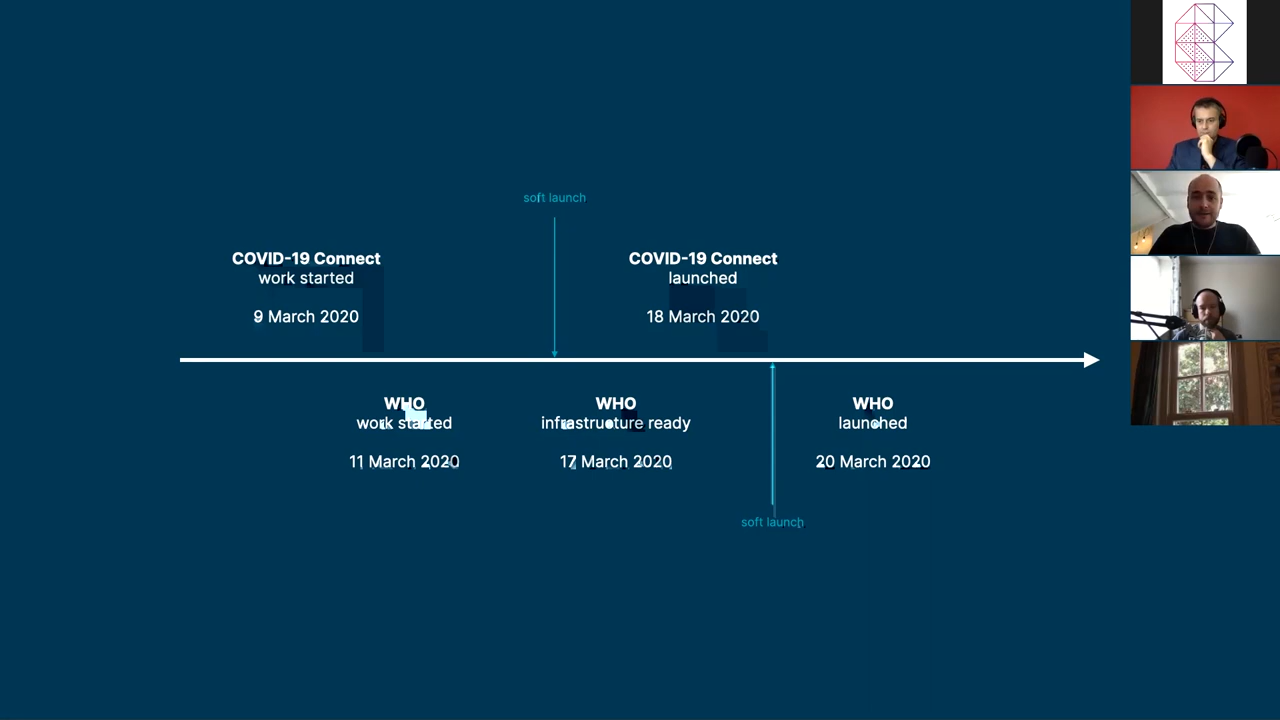 soft launch
COVID-19 Connect
work started
9 March 2020
COVID-19 Connect
launched
18 March 2020
WHO
work started
11 March 2020
WHO
infrastructure ready
17 March 2020
WHO
launched
20 March 2020
soft launch